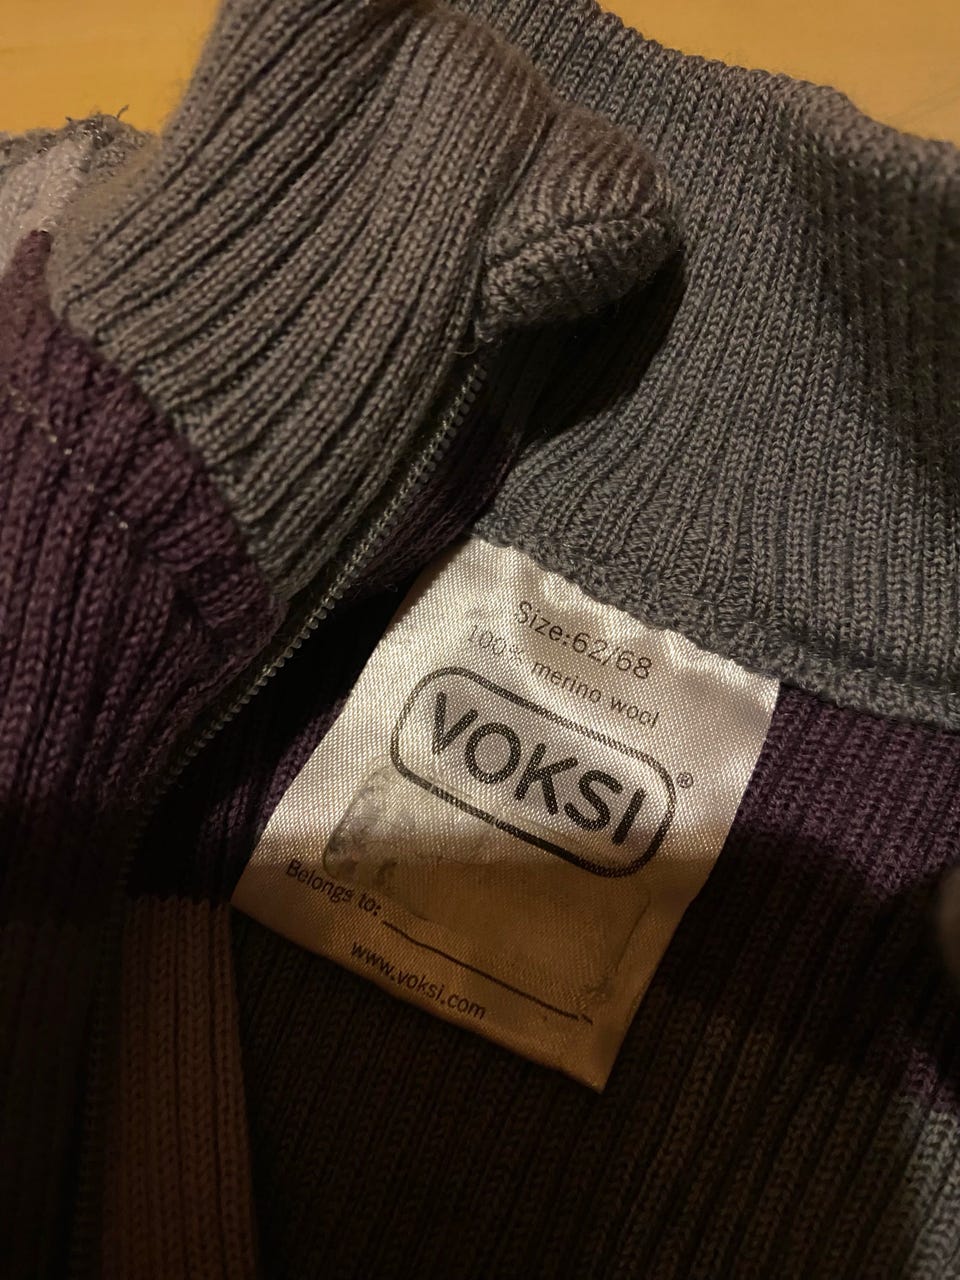 Size:62/68
100% merino wool
VOKSI®
Belongs to:
www.voksi.com